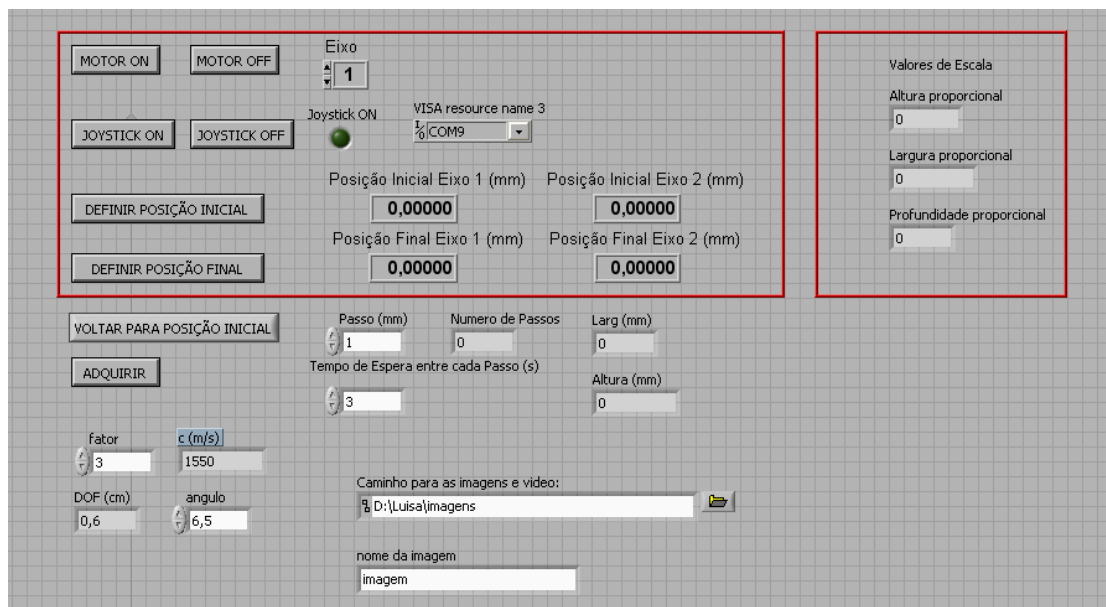 MOTOR ON
MOTOR OFF
Eixo
1
JOYSTICK ON
JOYSTICK OFF
Joystick ON
VISA resource name 3
I/O COM9
DEFINIR POSIÇÃO INICIAL
Posição Inicial Eixo 1 (mm)
0,00000
Posição Inicial Eixo 2 (mm)
0,00000
DEFINIR POSIÇÃO FINAL
Posição Final Eixo 1 (mm)
0,00000
Posição Final Eixo 2 (mm)
0,00000
Valores de Escala
Altura proporcional
0
Largura proporcional
0
Profundidade proporcional
0
VOLTAR PARA POSIÇÃO INICIAL
ADQUIRIR
Passo (mm)
1
Numero de Passos
0
Larg (mm)
0
Tempo de Espera entre cada Passo (s)
3
Altura (mm)
0
fator
3
c (m/s)
1550
DOF (cm)
0,6
angulo
6,5
Caminho para as imagens e video:
D:\Luisa\imagens
nome da imagem
imagem